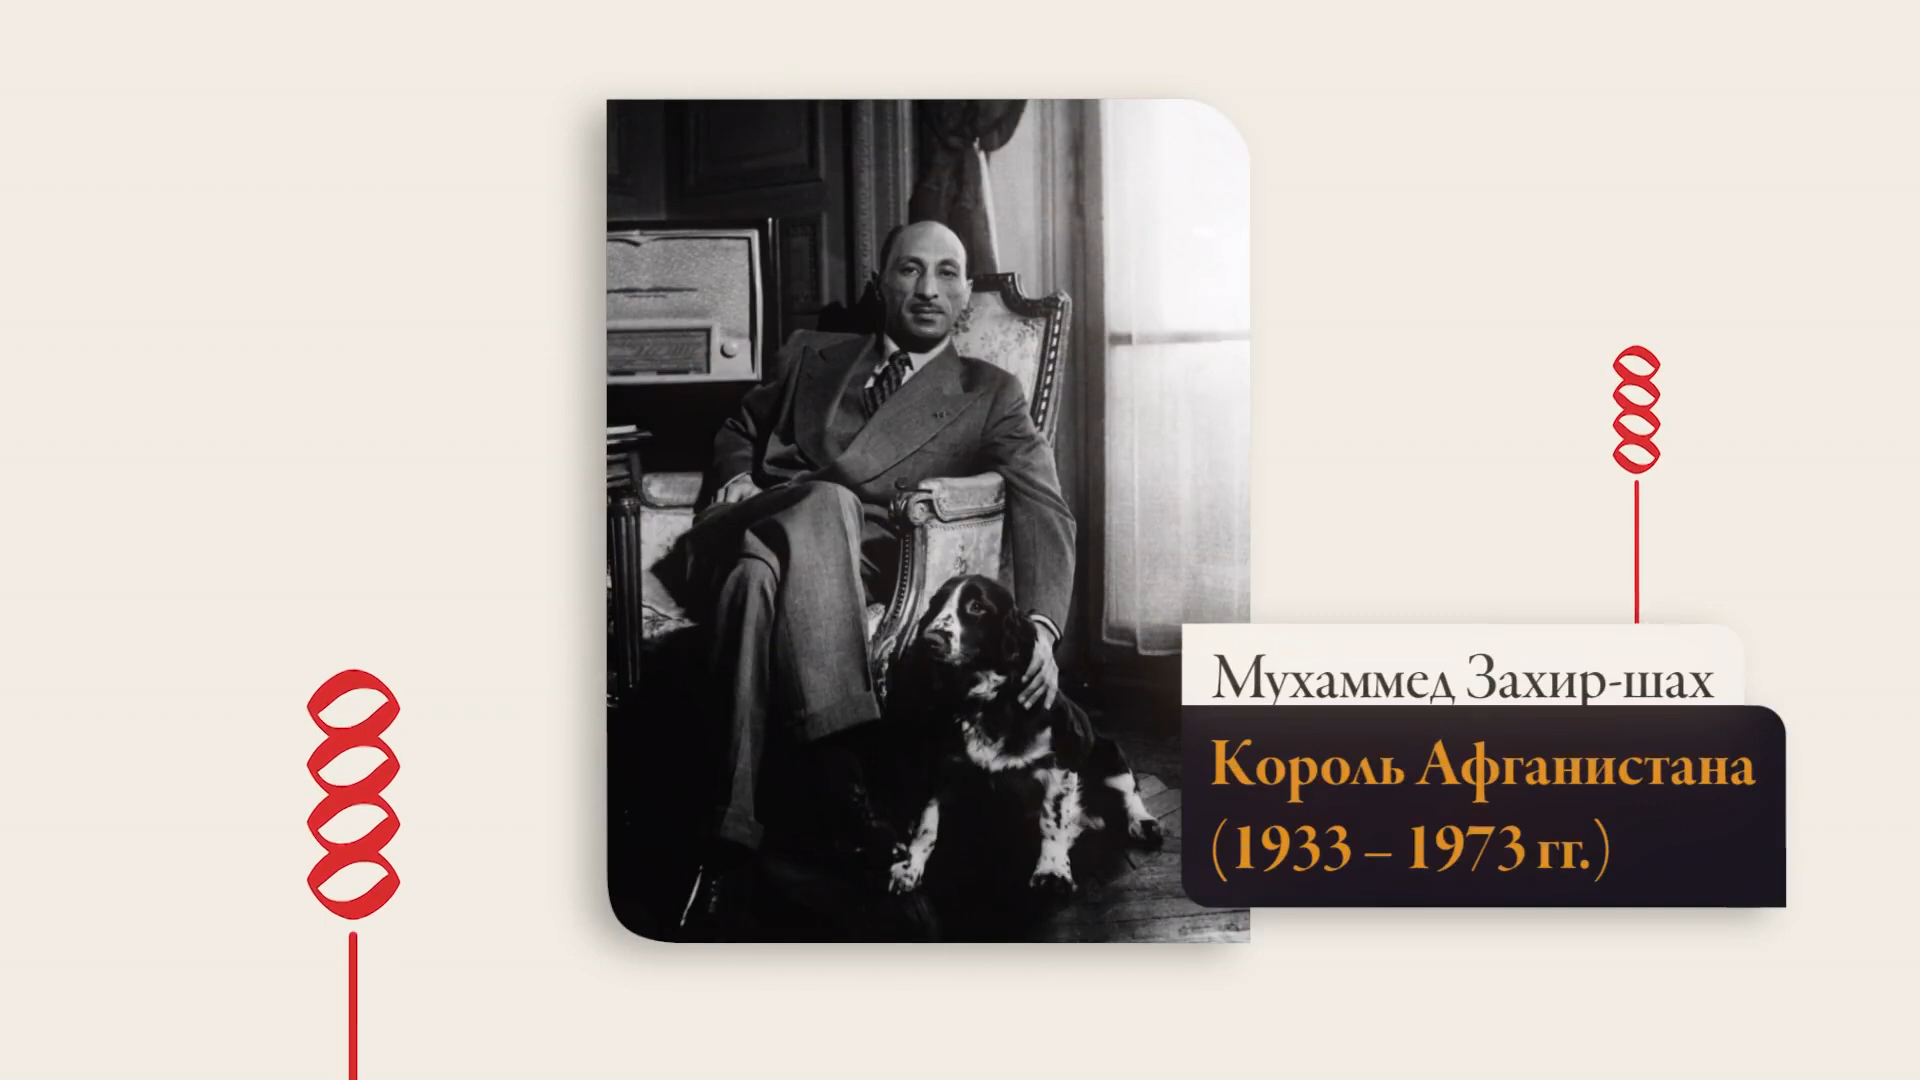 Мухаммед Захир-шах
Король Афганистана
(1933 – 1973 гг.)